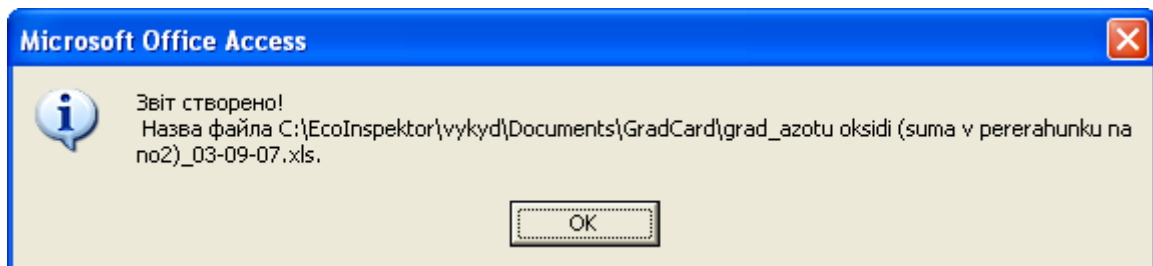 Microsoft Office Access
Звіт створено!
Назва файла C:\EcoInspektor\vykyd\Documents\GradCard\grad_azotu oksidi (suma v pererahunku na
no2)_03-09-07.xls.
OK